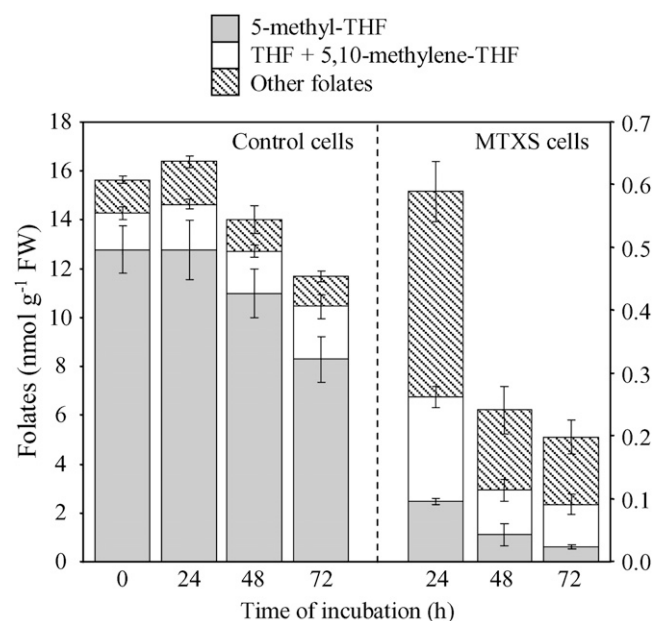 5-methyl-THF
THF + 5,10-methylene-THF
Other folates
Control cells
MTXS cells
Folates (nmol g⁻¹ FW)
18
16
14
12
10
8
6
4
2
0
0.7
0.6
0.5
0.4
0.3
0.2
0.1
0.0
0 24 48 72 24 48 72
Time of incubation (h)